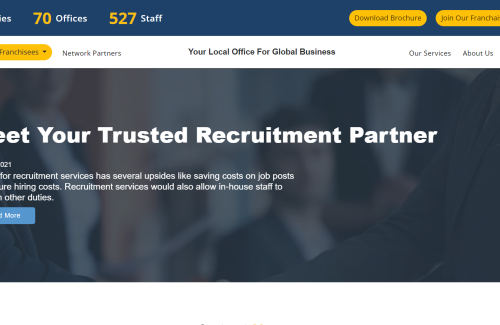 ies 70 Offices 527 Staff Download Brochure Join Our Franchis
Franchisees Network Partners Your Local Office For Global Business Our Services About Us
eet Your Trusted Recruitment Partner
021
for recruitment services has several upsides like saving costs on job posts
ure hiring costs. Recruitment services would also allow in-house staff to
n other duties.
d More